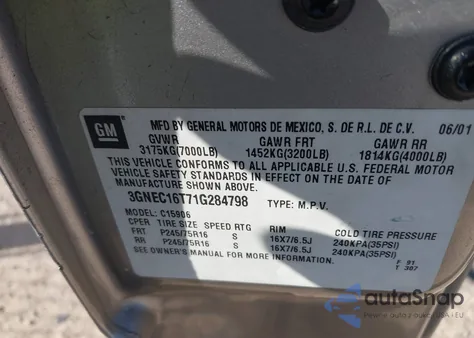 GM
MFD BY GENERAL MOTORS DE MEXICO, S. DE R.L. DE C.V. 06/01
GVWR GAWR FRT GAWR RR
3175KG(7000LB) 1452KG(3200LB) 1814KG(4000LB)
THIS VEHICLE CONFORMS TO ALL APPLICABLE U.S. FEDERAL MOTOR
VEHICLE SAFETY STANDARDS IN EFFECT ON THE DATE OF
MANUFACTURE SHOWN ABOVE.
3GNEC16T71G284798 TYPE: M.P.V.
MODEL: C15906
CPER TIRE SIZE SPEED RTG RIM COLD TIRE PRESSURE
FRT P245/75R16 S 16X7/6.5J 240KPA(35PSI)
RR P245/75R16 S 16X7/6.5J 240KPA(35PSI)
SEE OWNER'S MANUAL FOR MORE INFORMATION.
F 91
T 307
autoSnap